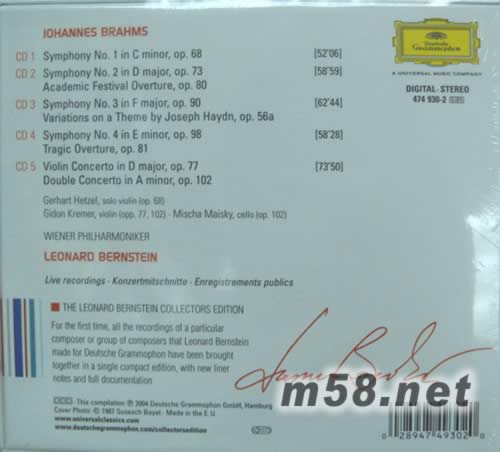 JOHANNES BRAHMS
Deutsche Grammophon
A UNIVERSAL MUSIC COMPANY
DIGITAL·STEREO
474 930-2
CD 1 Symphony No. 1 in C minor, op. 68 [52'06]
CD 2 Symphony No. 2 in D major, op. 73 [58'59]
Academic Festival Overture, op. 80
CD 3 Symphony No. 3 in F major, op. 90 [62'44]
Variations on a Theme by Joseph Haydn, op. 56a
CD 4 Symphony No. 4 in E minor, op. 98 [58'28]
Tragic Overture, op. 81
CD 5 Violin Concerto in D major, op. 77 [73'50]
Double Concerto in A minor, op. 102
Gerhart Hetzel, solo violin (op. 68)
Gidon Kremer, violin (opp. 77, 102) · Mischa Maisky, cello (op. 102)
WIENER PHILHARMONIKER
LEONARD BERNSTEIN
Live recordings · Konzertmitschnitte · Enregistrements publics
THE LEONARD BERNSTEIN COLLECTORS EDITION
For the first time, all the recordings of a particular
composer or group of composers that Leonard Bernstein
made for Deutsche Grammophon have been brought
together in a single compact edition, with new liner
notes and full documentation
m58.net
This compilation ℗ 2004 Deutsche Grammophon GmbH, Hamburg
Cover Photo: © 1987 Susesch Bayat · Made in the E. U.
www.universalclassics.com
www.deutschegrammophon.com/collectorsedition
0 28947 49302 0